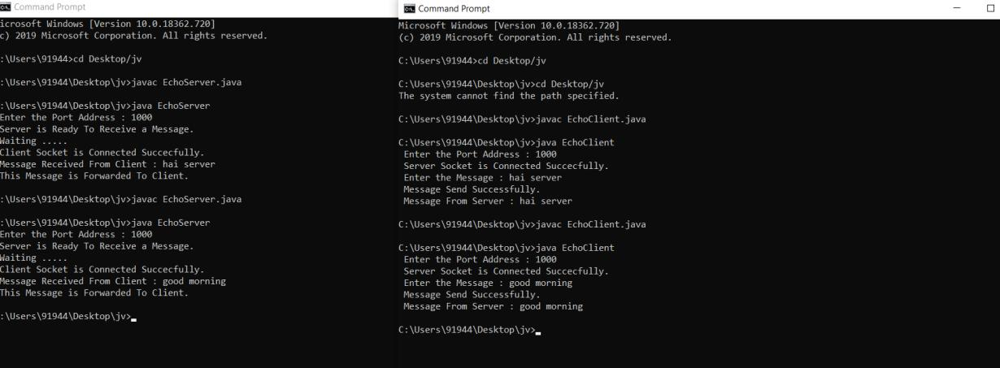 Command Prompt
icrosoft Windows [Version 10.0.18362.720]
c) 2019 Microsoft Corporation. All rights reserved.
:\Users\91944>cd Desktop/jv
:\Users\91944\Desktop\jv>javac EchoServer.java
:\Users\91944\Desktop\jv>java EchoServer
Enter the Port Address : 1000
Server is Ready To Receive a Message.
Waiting .....
Client Socket is Connected Succecfully.
Message Received From Client : hai server
This Message is Forwarded To Client.
:\Users\91944\Desktop\jv>javac EchoServer.java
:\Users\91944\Desktop\jv>java EchoServer
Enter the Port Address : 1000
Server is Ready To Receive a Message.
Waiting .....
Client Socket is Connected Succecfully.
Message Received From Client : good morning
This Message is Forwarded To Client.
:\Users\91944\Desktop\jv>
Command Prompt
Microsoft Windows [Version 10.0.18362.720]
(c) 2019 Microsoft Corporation. All rights reserved.
C:\Users\91944>cd Desktop/jv
C:\Users\91944\Desktop\jv>cd Desktop/jv
The system cannot find the path specified.
C:\Users\91944\Desktop\jv>javac EchoClient.java
C:\Users\91944\Desktop\jv>java EchoClient
Enter the Port Address : 1000
Server Socket is Connected Succecfully.
Enter the Message : hai server
Message Send Successfully.
Message From Server : hai server
C:\Users\91944\Desktop\jv>javac EchoClient.java
C:\Users\91944\Desktop\jv>java EchoClient
Enter the Port Address : 1000
Server Socket is Connected Succecfully.
Enter the Message : good morning
Message Send Successfully.
Message From Server : good morning
C:\Users\91944\Desktop\jv>